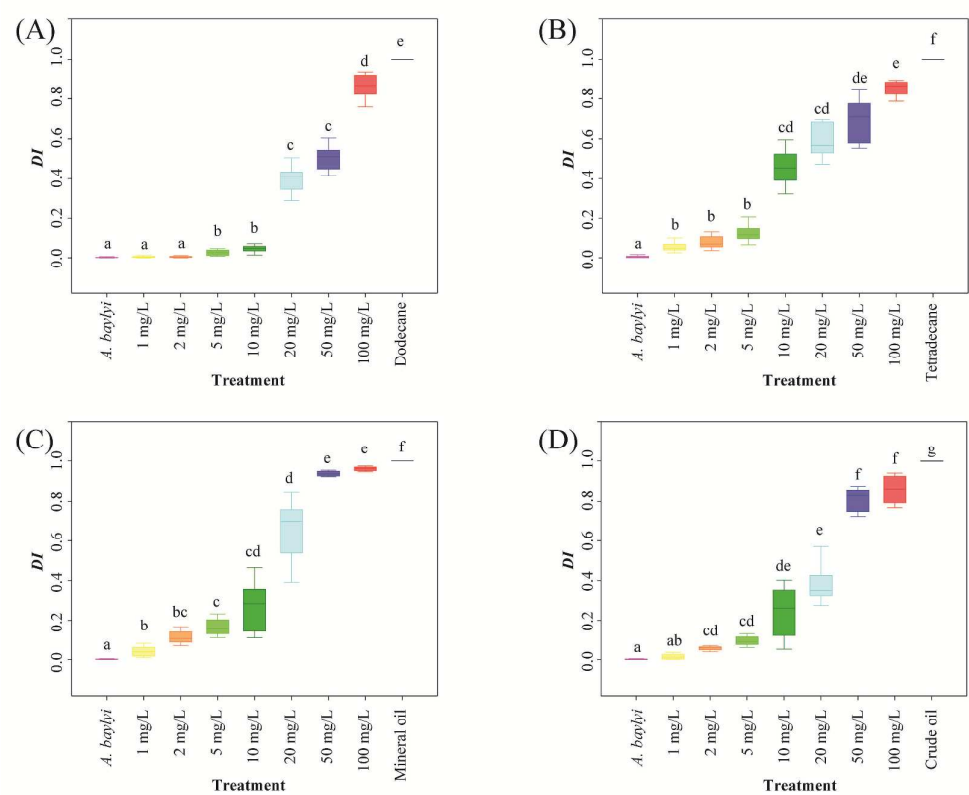 (A)
DI
1.0
0.8
0.6
0.4
0.2
0.0
a
a
a
b
b
c
c
d
e
A. baylyi
1 mg/L
2 mg/L
5 mg/L
10 mg/L
20 mg/L
50 mg/L
100 mg/L
Dodecane
Treatment
(B)
DI
1.0
0.8
0.6
0.4
0.2
0.0
a
b
b
b
cd
cd
de
e
f
A. baylyi
1 mg/L
2 mg/L
5 mg/L
10 mg/L
20 mg/L
50 mg/L
100 mg/L
Tetradecane
Treatment
(C)
DI
1.0
0.8
0.6
0.4
0.2
0.0
a
b
bc
c
cd
d
e
e
f
A. baylyi
1 mg/L
2 mg/L
5 mg/L
10 mg/L
20 mg/L
50 mg/L
100 mg/L
Mineral oil
Treatment
(D)
DI
1.0
0.8
0.6
0.4
0.2
0.0
a
ab
cd
cd
de
e
f
f
g
A. baylyi
1 mg/L
2 mg/L
5 mg/L
10 mg/L
20 mg/L
50 mg/L
100 mg/L
Crude oil
Treatment